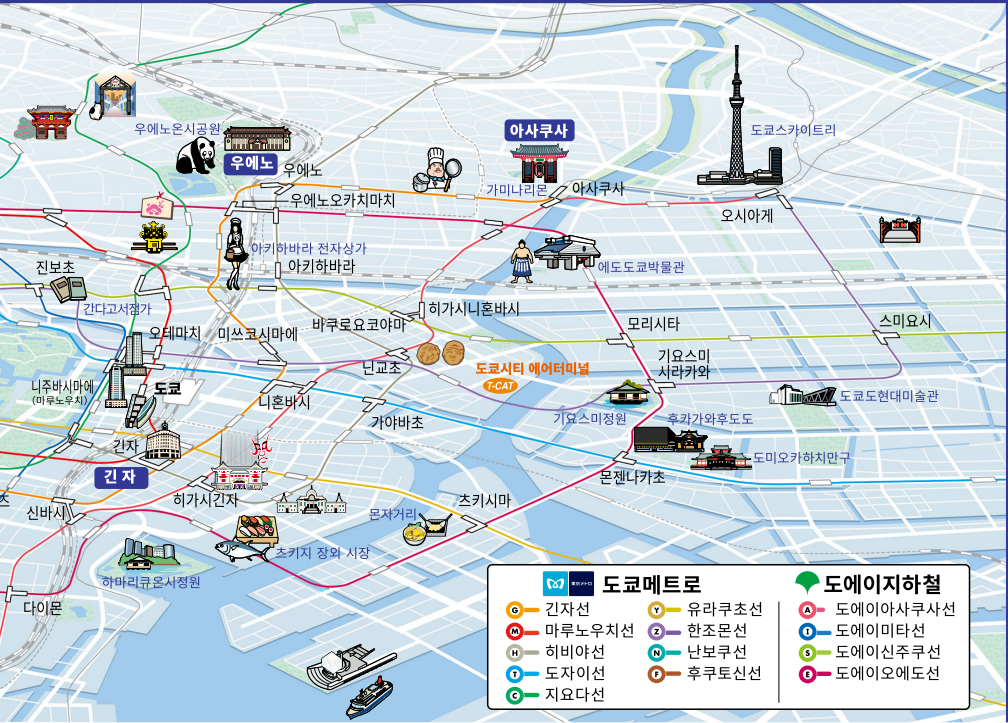 우에노온시공원
우에노
우에노
우에노오카치마치
아사쿠사
가미나리몬
아사쿠사
도쿄스카이트리
오시아게
아키하바라 전자상가
아키하바라
에도도쿄박물관
진보초
간다고서점가
오테마치
미쓰코시마에
바쿠로요코야마
히가시니혼바시
모리시타
스미요시
니주바시마에
(마루노우치)
도쿄
닌교초
도쿄시티 에어터미널
T-CAT
기요스미
시라카와
니혼바시
가야바초
기요스미정원
후카가와후도도
도쿄도현대미술관
긴자
긴 자
도미오카하치만구
몬젠나카초
츠
신바시
히가시긴자
몬자거리
츠키시마
츠키지 장외 시장
하마리큐온시정원
다이몬
東京メトロ
도쿄메트로
G 긴자선
M 마루노우치선
H 히비야선
T 도자이선
C 지요다선
Y 유라쿠초선
Z 한조몬선
N 난보쿠선
F 후쿠토신선
도에이지하철
A 도에이아사쿠사선
I 도에이미타선
S 도에이신주쿠선
E 도에이오에도선